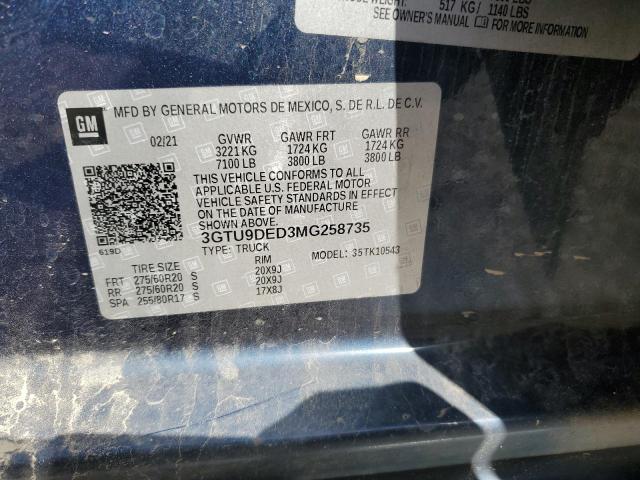 517 KG/ 1140 LBS
SEE OWNER'S MANUAL FOR
GM
MFD BY GENERAL MOTORS DE MEXICO, S. DE R.L. DE C.V.
02/21 GVWR GAWR FRT GAWR RR
3221 KG 1724 KG 1724 KG
7100 LB 3800 LB 3800 LB
THIS VEHICLE CONFORMS TO ALL
APPLICABLE U.S. FEDERAL MOTOR
VEHICLE SAFETY STANDARDS IN EFFECT
ON THE DATE OF MANUFACTURE
SHOWN ABOVE.
619D
3GTU9DED3MG258735
TYPE: TRUCK MODEL: 35TK10543
TIRE SIZE RIM
FRT 275/60R20 S 20X9J
RR 275/60R20 S 20X9J
SPA 255/80R17 S 17X8J